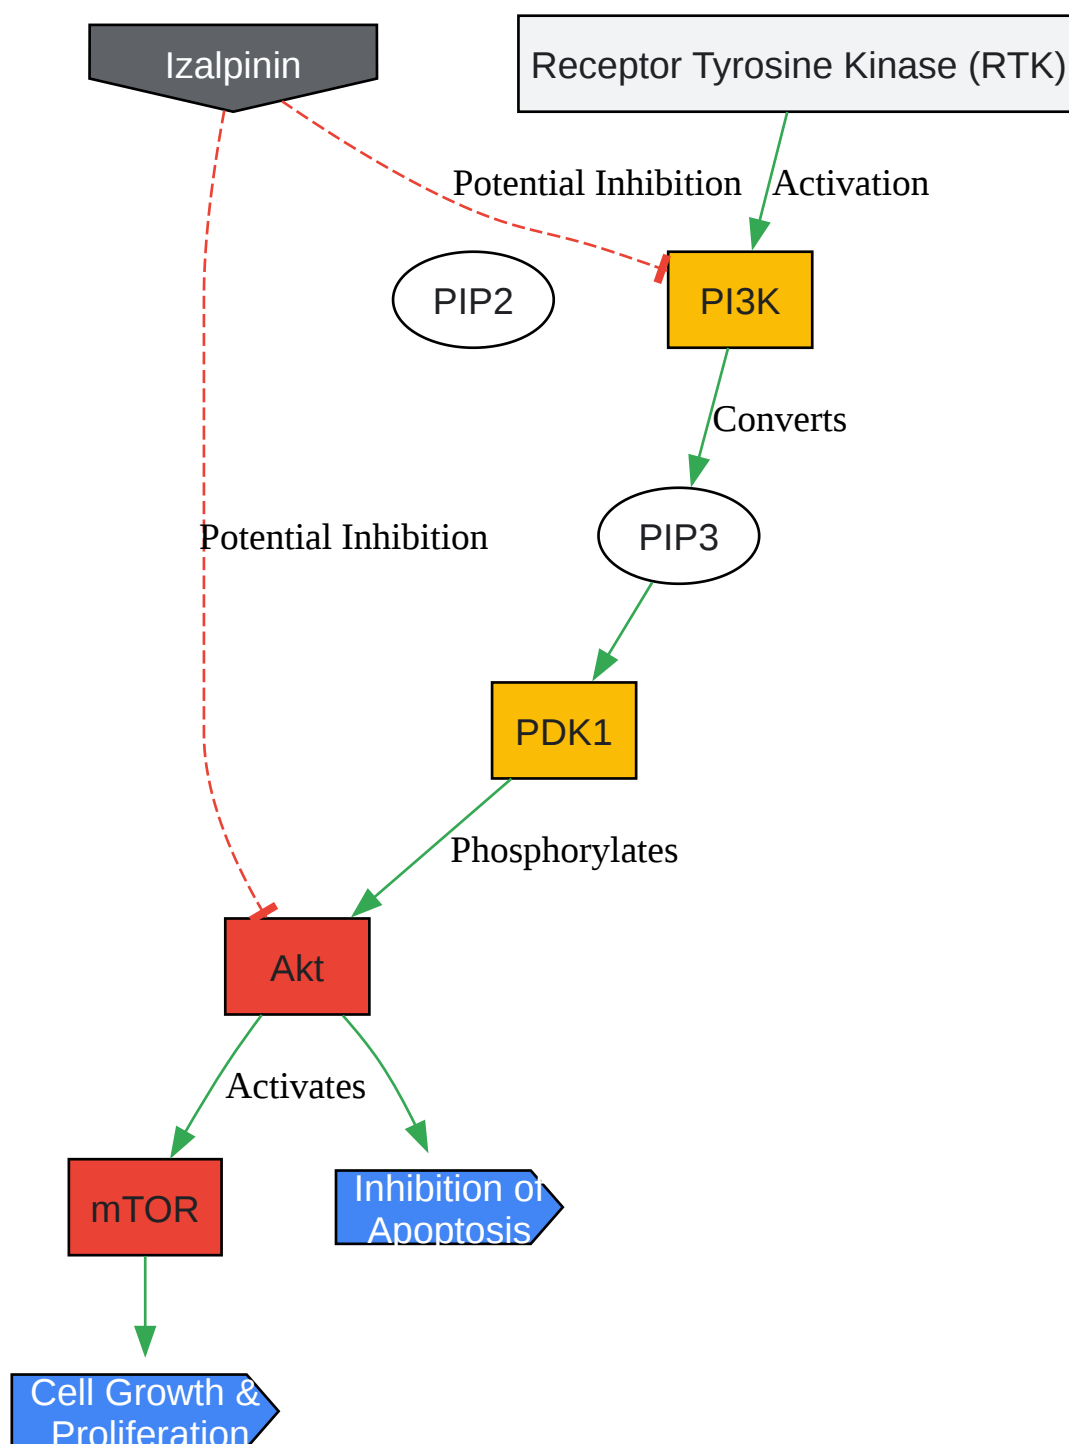 Izalpinin
Receptor Tyrosine Kinase (RTK)
Potential Inhibition
Activation
PIP2
PI3K
Converts
Potential Inhibition
PIP3
PDK1
Phosphorylates
Akt
Activates
mTOR
Inhibition of
Apoptosis
Cell Growth &
Proliferation